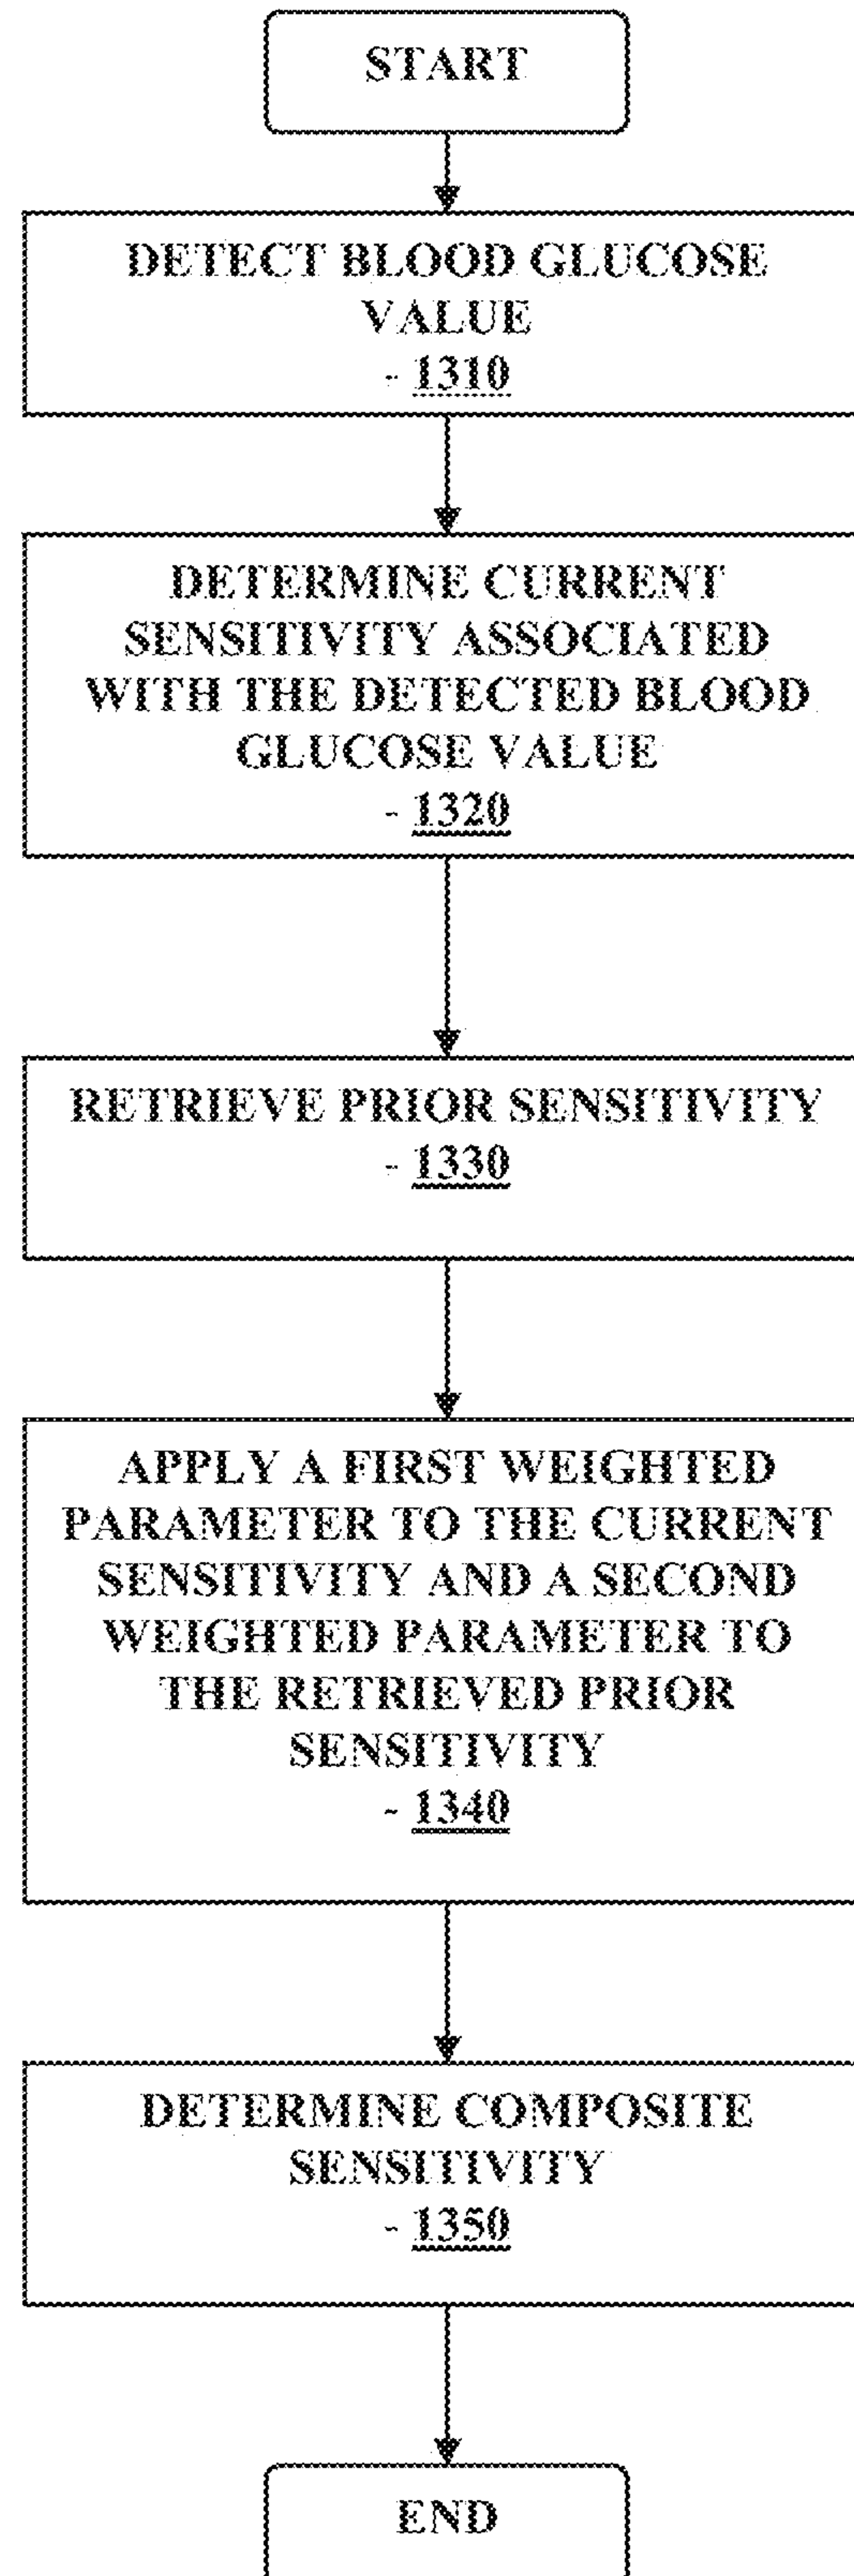 START
DETECT BLOOD GLUCOSE
VALUE
- 1310
DETERMINE CURRENT
SENSITIVITY ASSOCIATED
WITH THE DETECTED BLOOD
GLUCOSE VALUE
- 1320
RETRIEVE PRIOR SENSITIVITY
- 1330
APPLY A FIRST WEIGHTED
PARAMETER TO THE CURRENT
SENSITIVITY AND A SECOND
WEIGHTED PARAMETER TO
THE RETRIEVED PRIOR
SENSITIVITY
- 1340
DETERMINE COMPOSITE
SENSITIVITY
- 1350
END